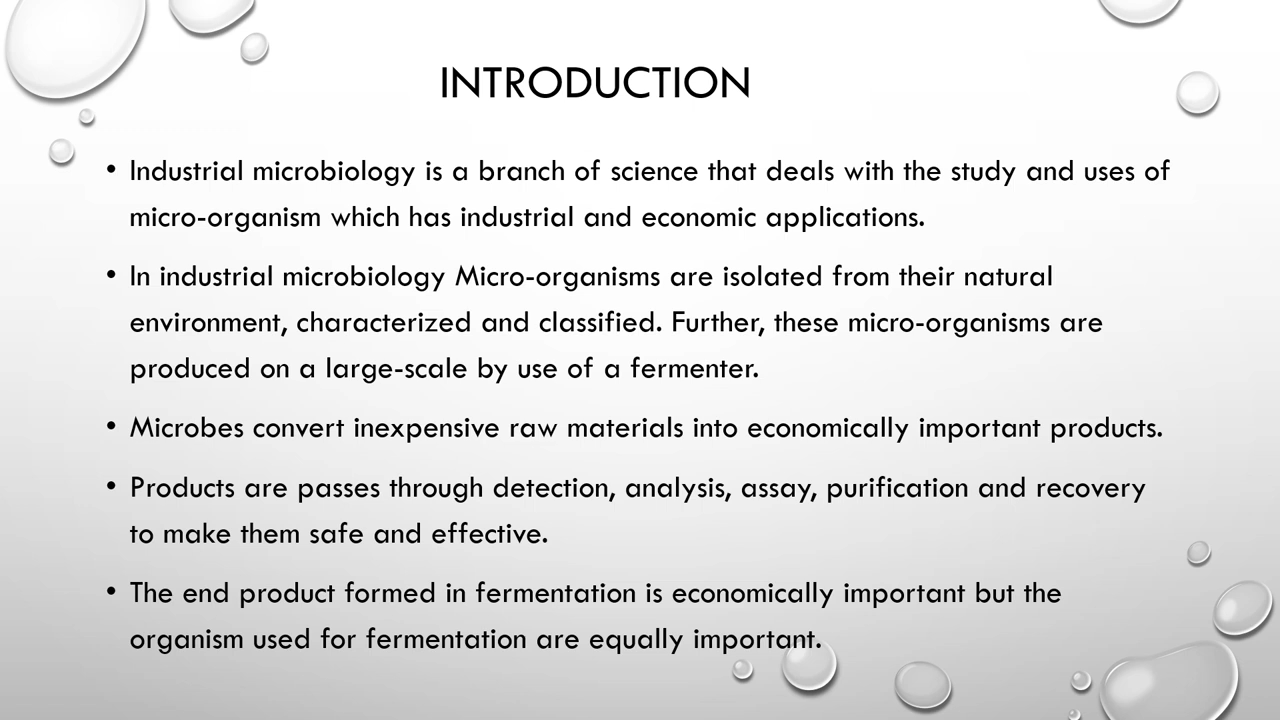 INTRODUCTION
• Industrial microbiology is a branch of science that deals with the study and uses of
micro-organism which has industrial and economic applications.
• In industrial microbiology Micro-organisms are isolated from their natural
environment, characterized and classified. Further, these micro-organisms are
produced on a large-scale by use of a fermenter.
• Microbes convert inexpensive raw materials into economically important products.
• Products are passes through detection, analysis, assay, purification and recovery
to make them safe and effective.
• The end product formed in fermentation is economically important but the
organism used for fermentation are equally important.